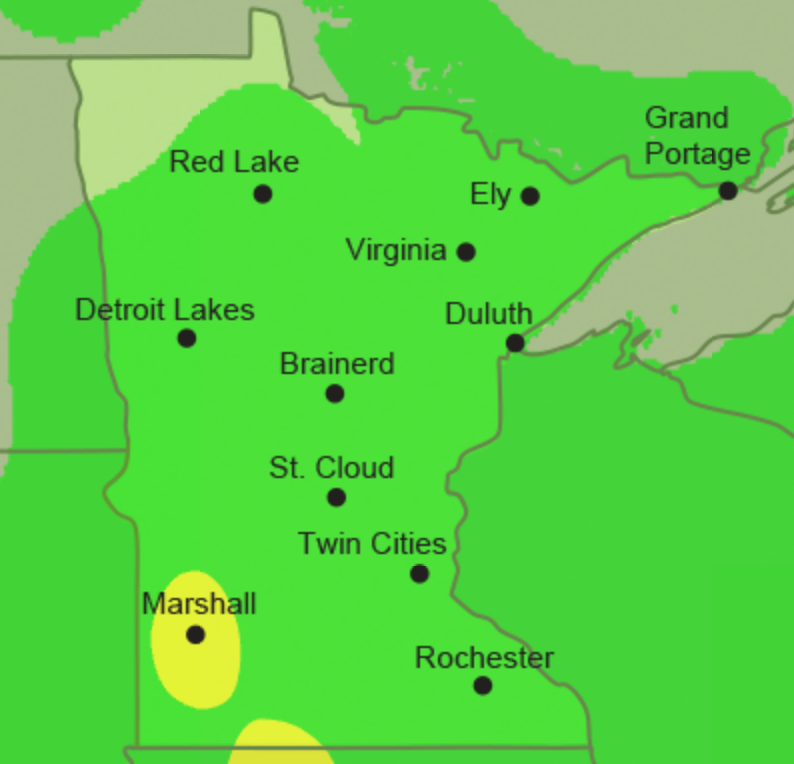 Grand
Portage
Red Lake
Ely
Virginia
Detroit Lakes
Duluth
Brainerd
St. Cloud
Twin Cities
Marshall
Rochester